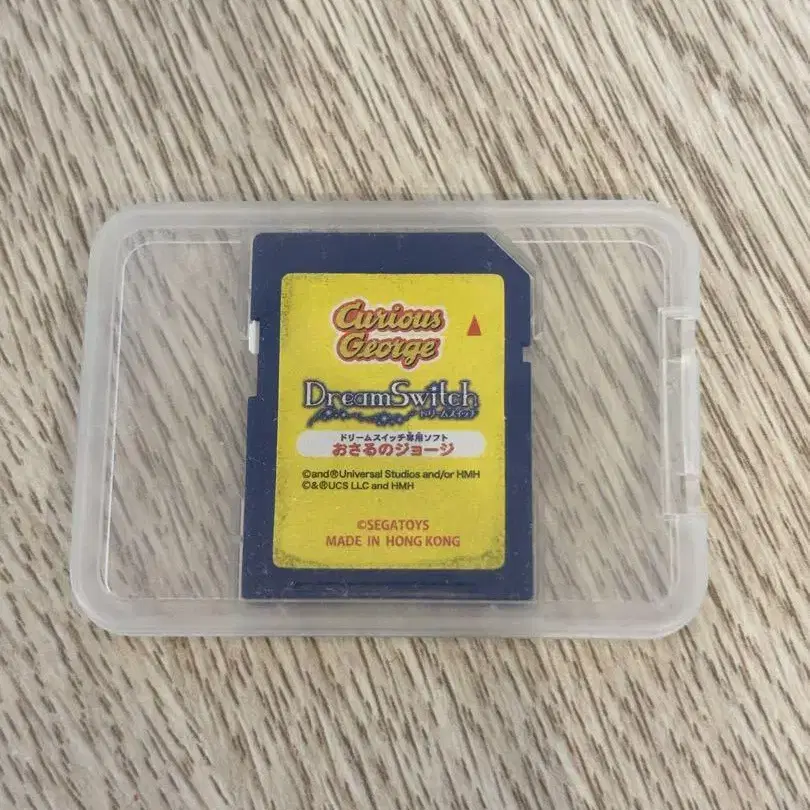 Curious
George
DreamSwitch
ドリームスイッチ
ドリームスイッチ専用ソフト
おさるのジョージ
©and®Universal Studios and/or HMH
©&®UCS LLC and HMH
©SEGATOYS
MADE IN HONG KONG